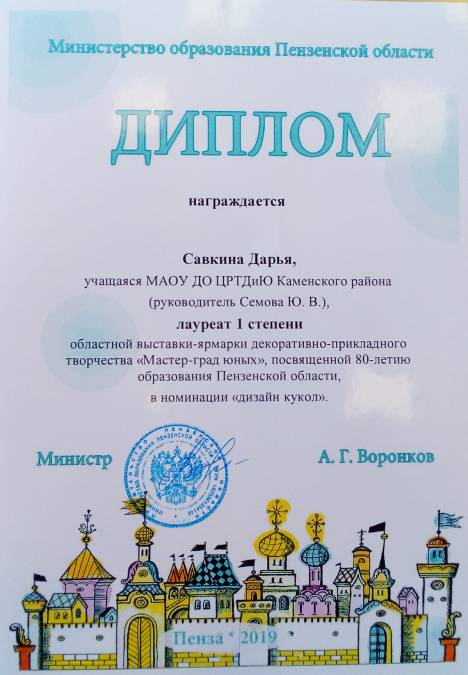 Министерство образования Пензенской области
ДИПЛОМ
награждается
Савкина Дарья,
учащаяся МАОУ ДО ЦРТДиЮ Каменского района
(руководитель Семова Ю. В.),
лауреат 1 степени
областной выставки-ярмарки декоративно-прикладного
творчества «Мастер-град юных», посвященной 80-летию
образования Пензенской области,
в номинации «дизайн кукол».
Министр
А. Г. Воронков
Пенза * 2019